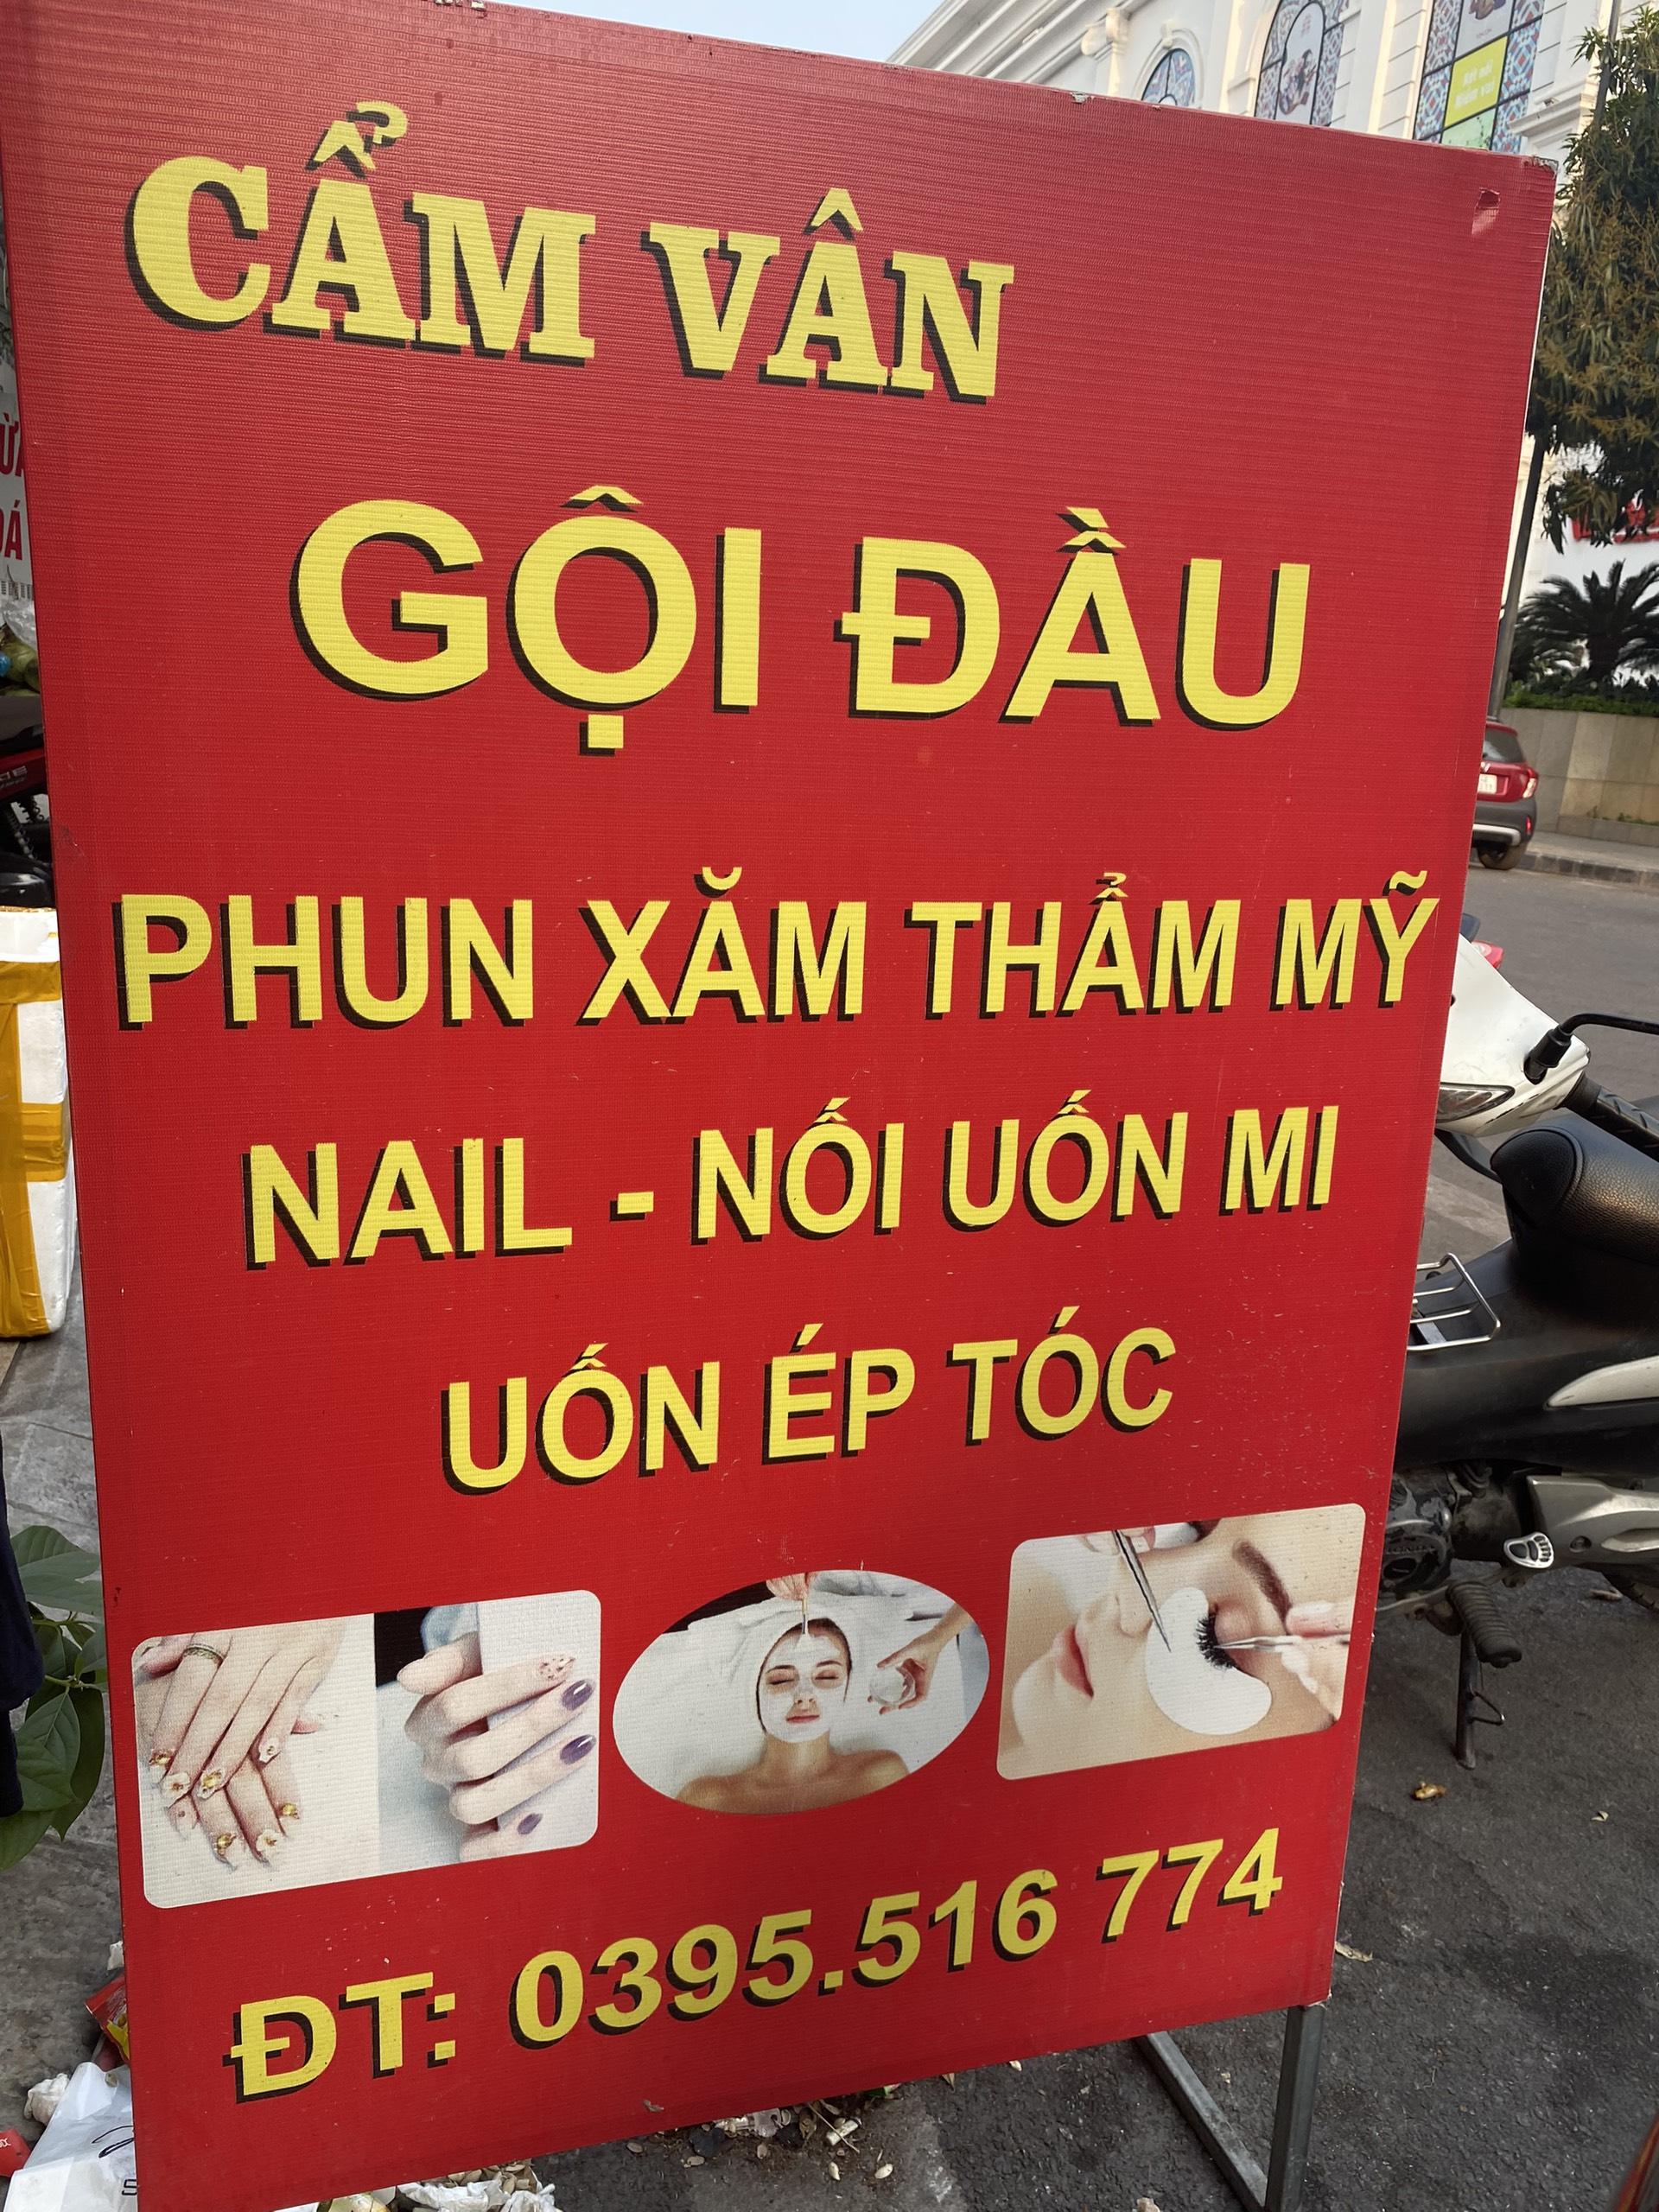 CẨM VÂN
GỘI ĐẦU
PHUN XĂM THẨM MỸ
NAIL - NỐI UỐN MI
UỐN ÉP TÓC
ĐT: 0395.516 774